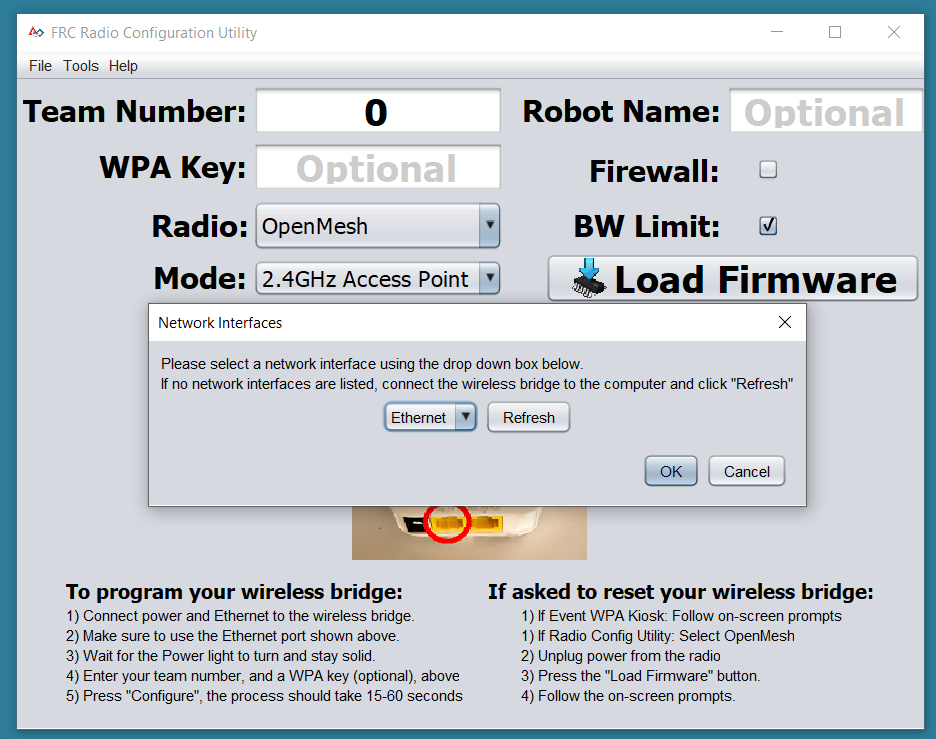 FRC Radio Configuration Utility
File Tools Help
Team Number: 0 Robot Name: Optional
WPA Key: Optional Firewall:
Radio: OpenMesh BW Limit:
Mode: 2.4GHz Access Point Load Firmware
Network Interfaces
Please select a network interface using the drop down box below.
If no network interfaces are listed, connect the wireless bridge to the computer and click "Refresh"
Ethernet Refresh
OK Cancel
To program your wireless bridge:
1) Connect power and Ethernet to the wireless bridge.
2) Make sure to use the Ethernet port shown above.
3) Wait for the Power light to turn and stay solid.
4) Enter your team number, and a WPA key (optional), above
5) Press "Configure", the process should take 15-60 seconds
If asked to reset your wireless bridge:
1) If Event WPA Kiosk: Follow on-screen prompts
1) If Radio Config Utility: Select OpenMesh
2) Unplug power from the radio
3) Press the "Load Firmware" button.
4) Follow the on-screen prompts.